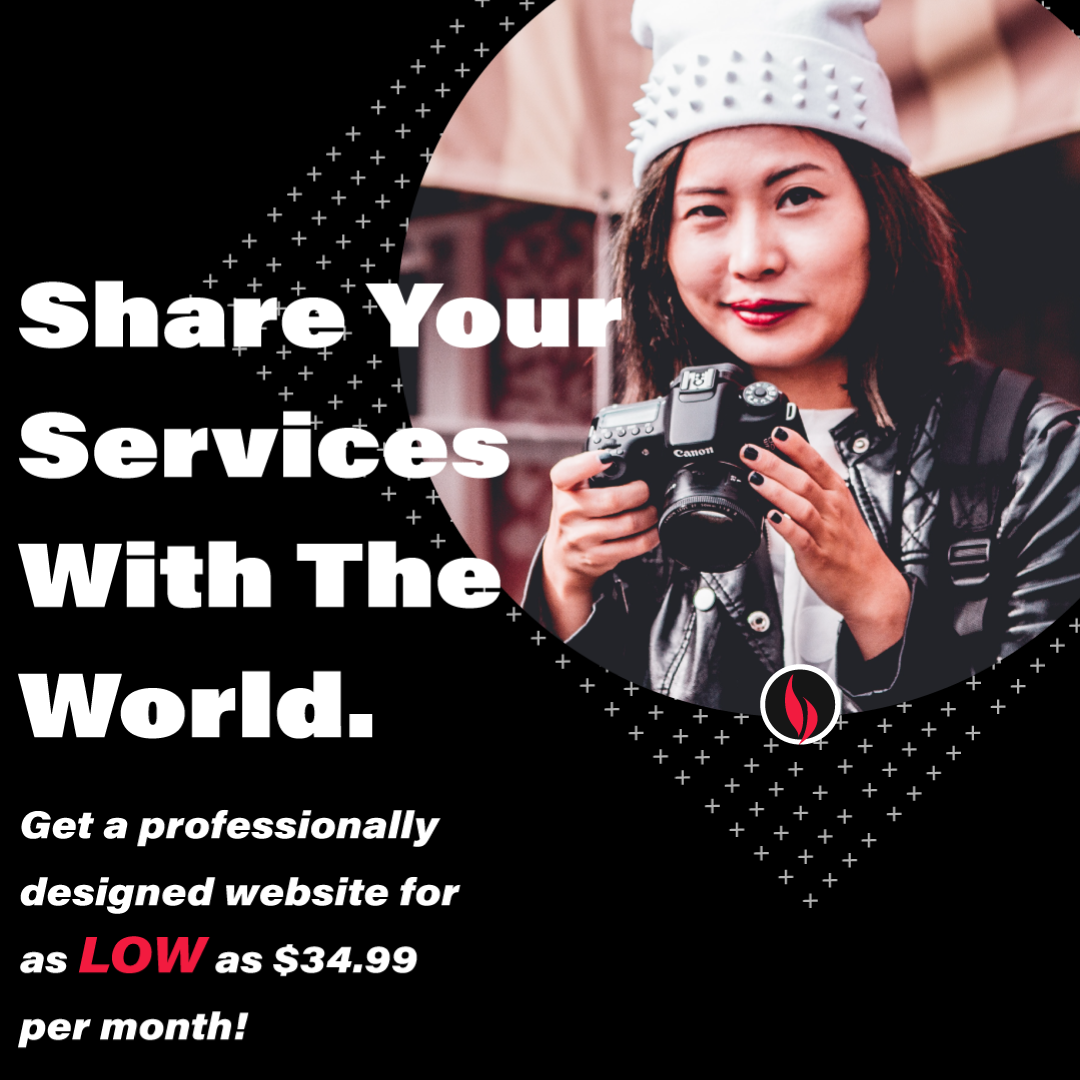 Share Your
Services
With The
World.
Get a professionally
designed website for
as LOW as $34.99
per month!
Canon